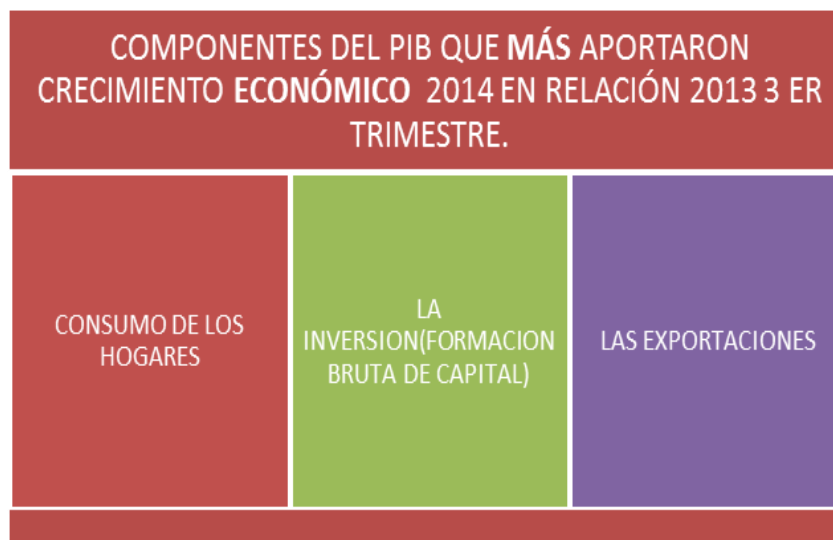 COMPONENTES DEL PIB QUE MÁS APORTARON
CRECIMIENTO ECONÓMICO 2014 EN RELACIÓN 2013 3 ER
TRIMESTRE.
CONSUMO DE LOS
HOGARES
LA
INVERSION(FORMACION
BRUTA DE CAPITAL)
LAS EXPORTACIONES